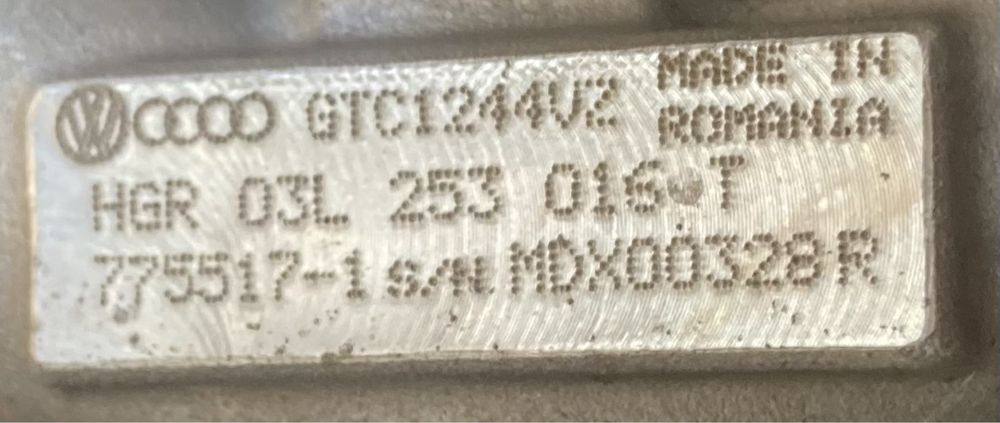 GTC1244VZ MADE IN
ROMANIA
HGR 03L 253 016 T
775517-1 S/N MDX00328 R